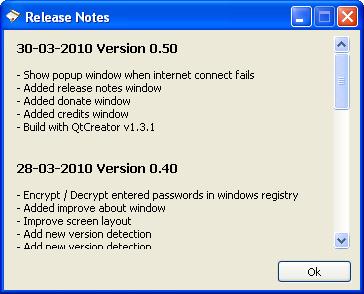 Release Notes
30-03-2010 Version 0.50
- Show popup window when internet connect fails
- Added release notes window
- Added donate window
- Added credits window
- Build with QtCreator v1.3.1
28-03-2010 Version 0.40
- Encrypt / Decrypt entered passwords in windows registry
- Added improve about window
- Improve screen layout
- Add new version detection
- Add new version detection
Ok